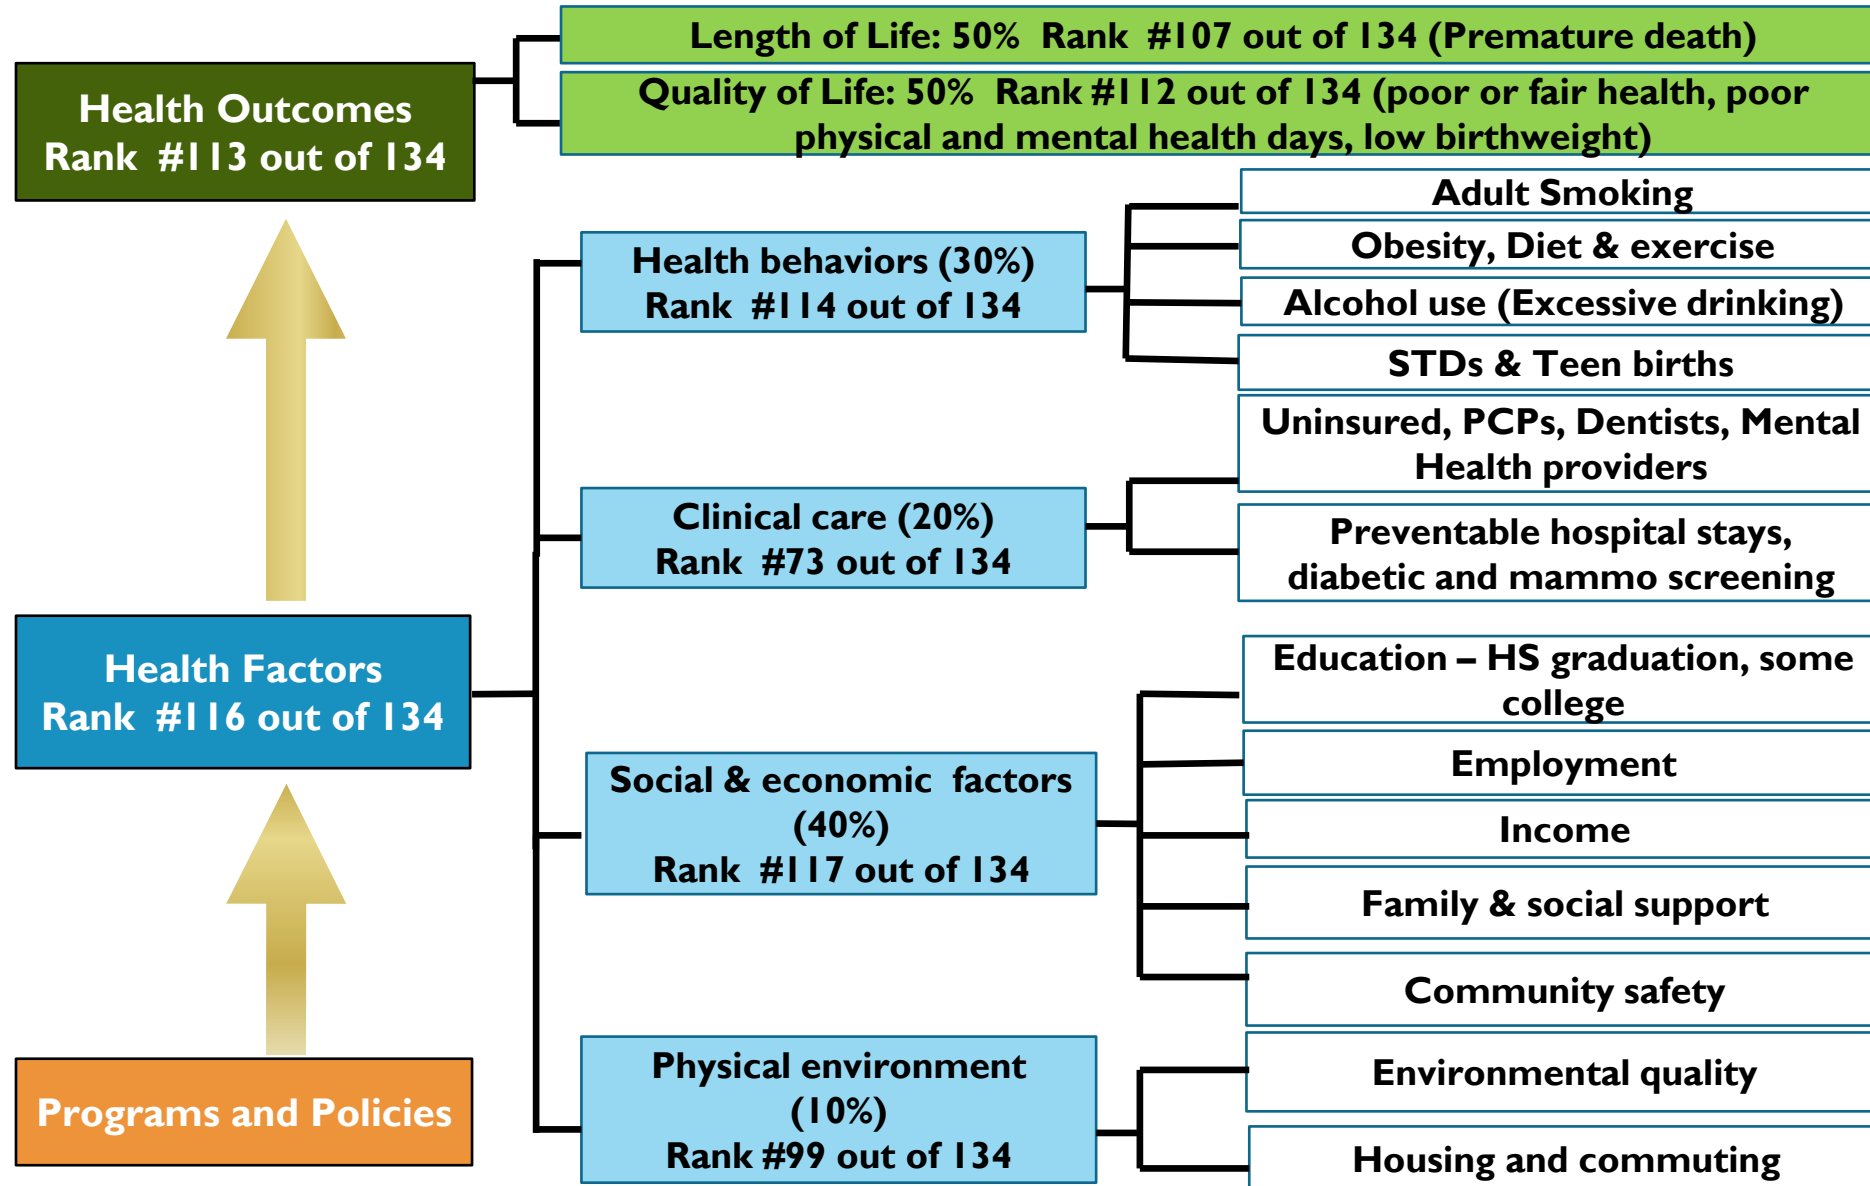 Length of Life: 50% Rank #107 out of 134 (Premature death)
Quality of Life: 50% Rank #112 out of 134 (poor or fair health, poor
physical and mental health days, low birthweight)
Health Outcomes
Rank #113 out of 134
Adult Smoking
Obesity, Diet & exercise
Health behaviors (30%)
Rank #114 out of 134
Alcohol use (Excessive drinking)
STDs & Teen births
Uninsured, PCPs, Dentists, Mental
Health providers
Clinical care (20%)
Rank #73 out of 134
Preventable hospital stays,
diabetic and mammo screening
Health Factors
Rank #116 out of 134
Education – HS graduation, some
college
Employment
Social & economic factors
(40%)
Rank #117 out of 134
Income
Family & social support
Community safety
Physical environment
(10%)
Rank #99 out of 134
Environmental quality
Housing and commuting
Programs and Policies